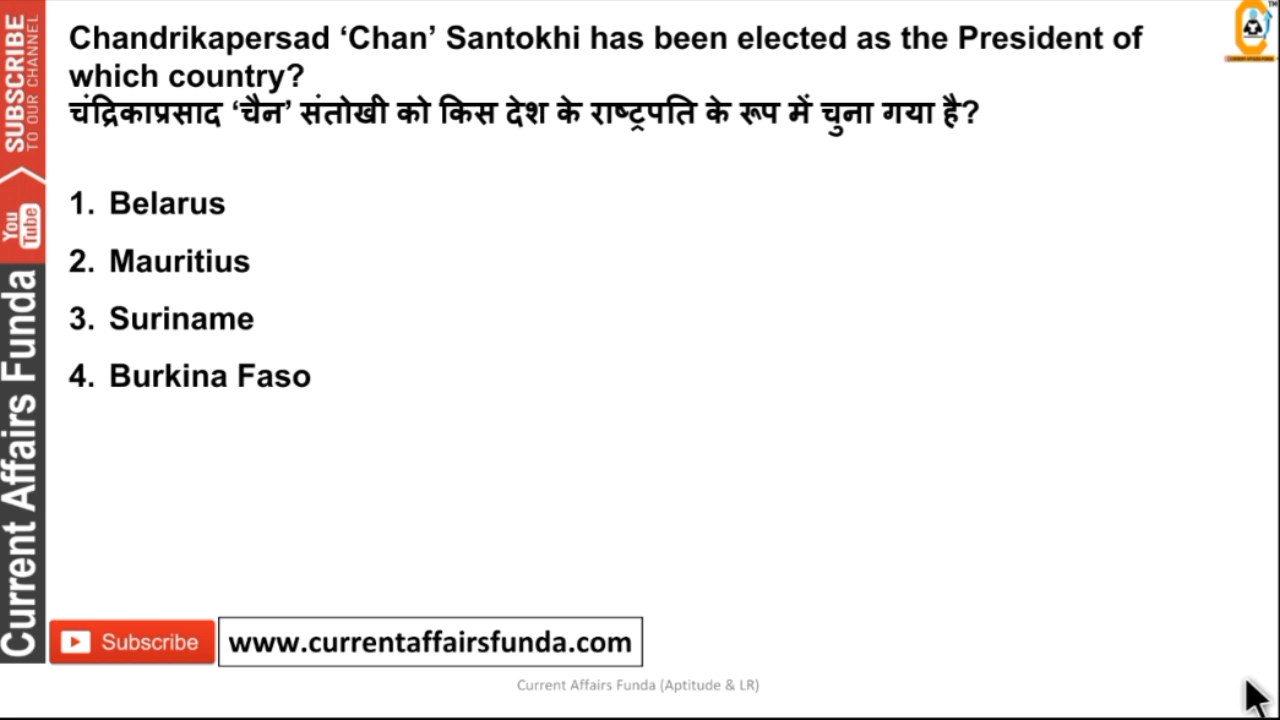 SUBSCRIBE
TO OUR CHANNEL
You
Tube
Current Affairs Funda
Chandrikapersad ‘Chan’ Santokhi has been elected as the President of
which country?
चंद्रिकाप्रसाद ‘चैन’ संतोखी को किस देश के राष्ट्रपति के रूप में चुना गया है?
1. Belarus
2. Mauritius
3. Suriname
4. Burkina Faso
Subscribe
www.currentaffairsfunda.com
Current Affairs Funda (Aptitude & LR)
TM